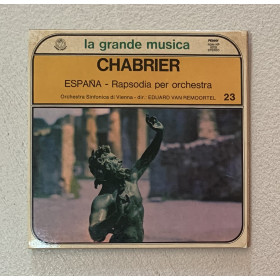 la grande musica
CHABRIER
ESPAÑA - Rapsodia per orchestra
Orchestra Sinfonica di Vienna - dir.: EDUARD VAN REMOORTEL
23